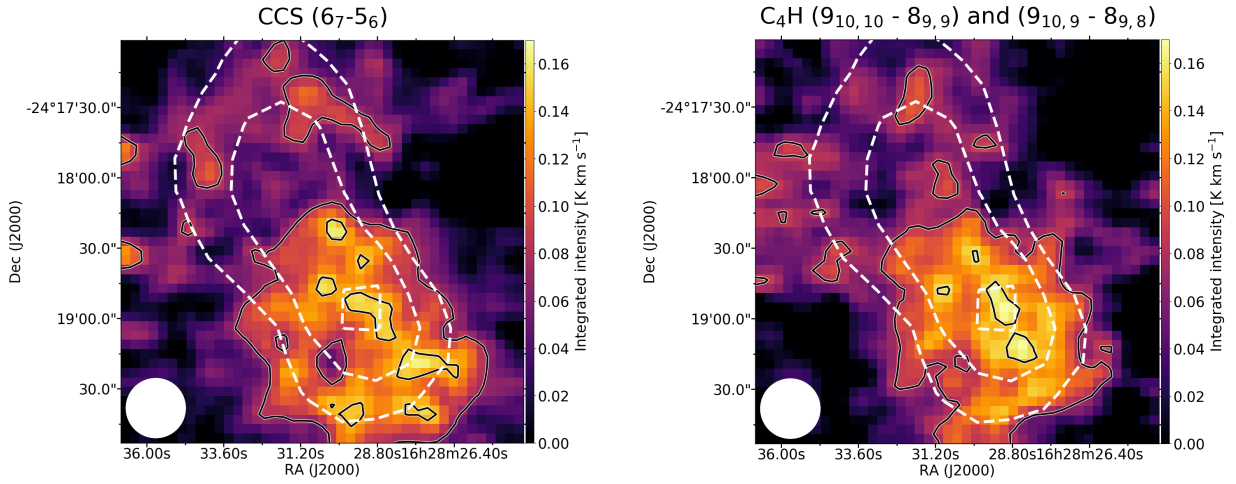 CCS (6₇-5₆)
-24°17'30.0"
18'00.0"
30.0"
19'00.0"
30.0"
Dec (J2000)
36.00s 33.60s 31.20s 28.80s 16h28m26.40s
RA (J2000)
0.16
0.14
0.12
0.10
0.08
0.06
0.04
0.02
0.00
Integrated intensity [K km s⁻¹]
C₄H (9₁₀,₁₀ - 8₉,₉) and (9₁₀,₉ - 8₉,₈)
-24°17'30.0"
18'00.0"
30.0"
19'00.0"
30.0"
Dec (J2000)
36.00s 33.60s 31.20s 28.80s 16h28m26.40s
RA (J2000)
0.16
0.14
0.12
0.10
0.08
0.06
0.04
0.02
0.00
Integrated intensity [K km s⁻¹]